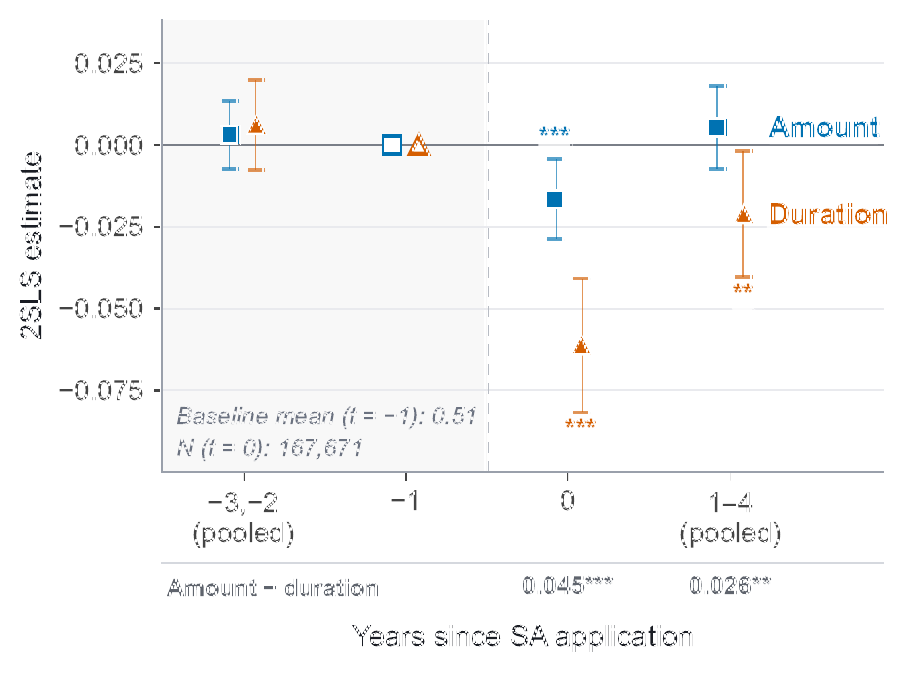 0.025
0.000
−0.025
−0.050
−0.075
2SLS estimate
***
Amount
Duration
**
***
Baseline mean (t = −1): 0.51
N (t = 0): 167,671
−3,−2
(pooled)
−1
0
1–4
(pooled)
Amount − duration
0.045***
0.026**
Years since SA application